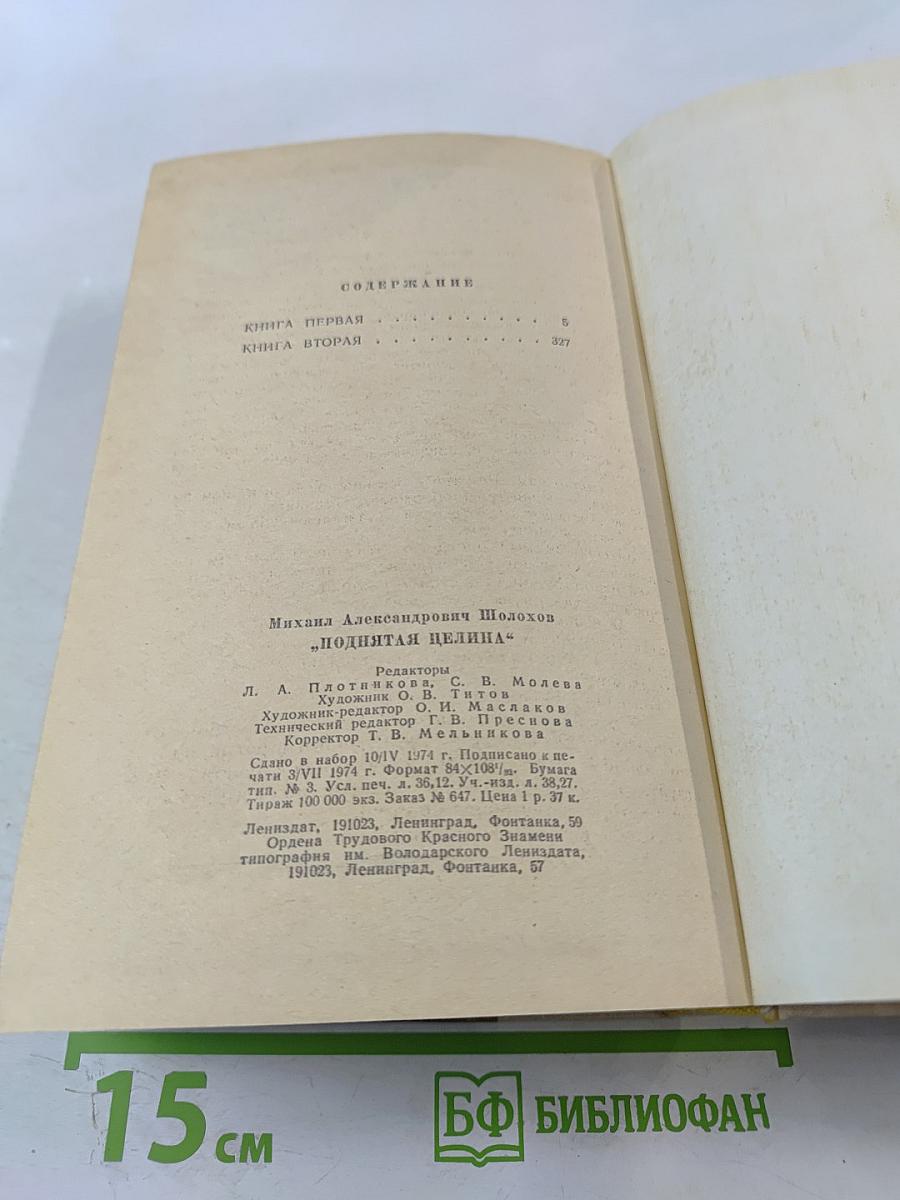 СОДЕРЖАНИЕ
КНИГА ПЕРВАЯ . . . . . . . . . . 5
КНИГА ВТОРАЯ . . . . . . . . . . 327
Михаил Александрович Шолохов
„ПОДНЯТАЯ ЦЕЛИНА“
Редакторы
Л. А. Плотникова, С. В. Молева
Художник О. В. Титов
Художник-редактор О. И. Маслаков
Технический редактор Г. В. Преснова
Корректор Т. В. Мельникова
Сдано в набор 10/IV 1974 г. Подписано к пе-
чати 3/VII 1974 г. Формат 84×108¹/₃₂. Бумага
тип. № 3. Усл. печ. л. 36,12. Уч.-изд. л. 38,27.
Тираж 100 000 экз. Заказ № 647. Цена 1 р. 37 к.
Лениздат, 191023, Ленинград, Фонтанка, 59
Ордена Трудового Красного Знамени
типография им. Володарского Лениздата,
191023, Ленинград, Фонтанка, 57
15 см
БФ БИБЛИОФАН